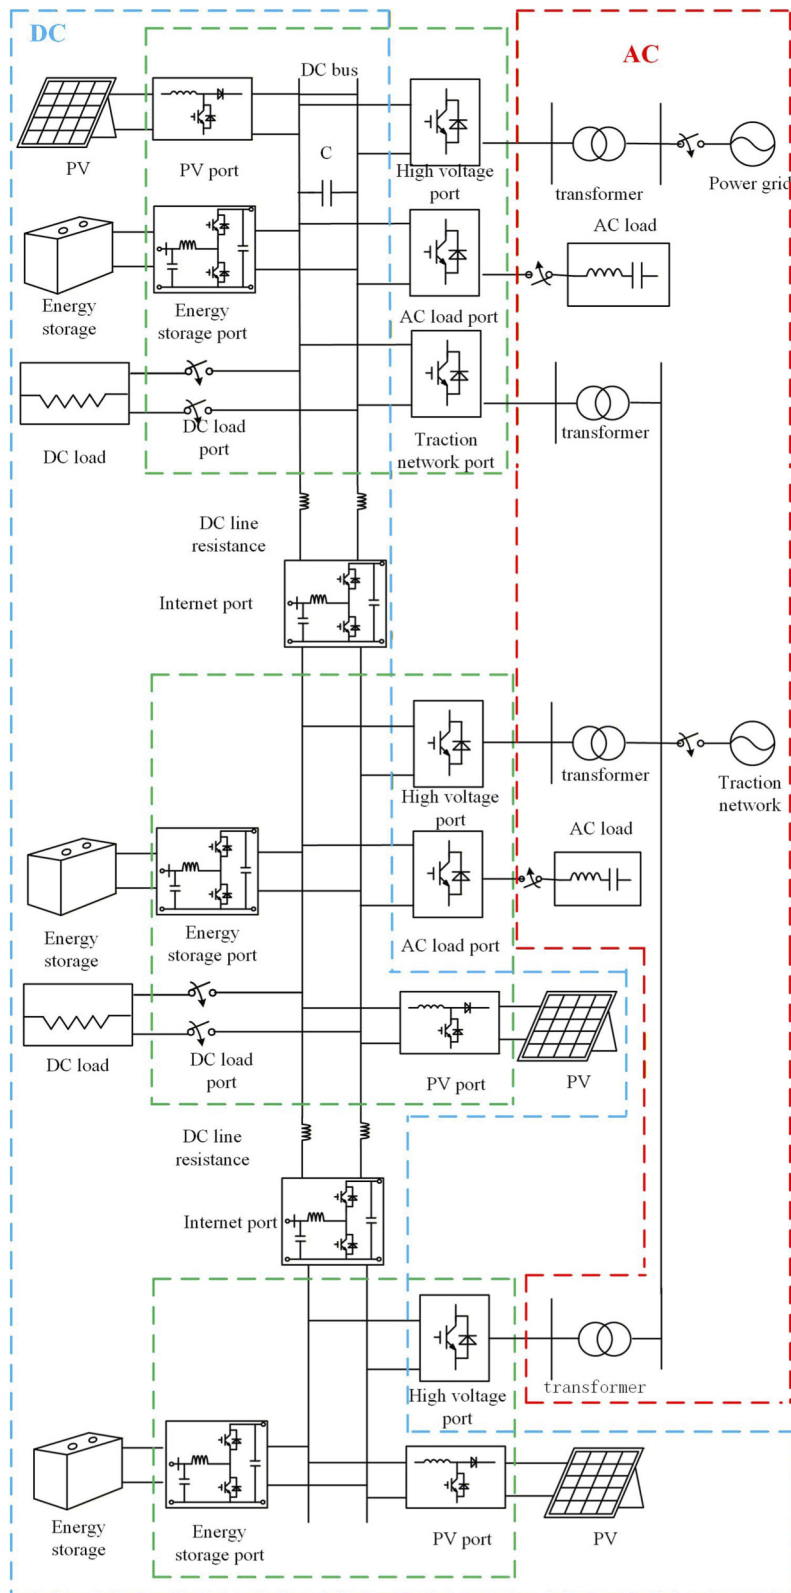 DC
AC
DC bus
C
PV
PV port
High voltage
port
transformer
Power grid
AC load
Energy
storage
Energy
storage port
AC load port
DC load
DC load
port
Traction
network port
transformer
DC line
resistance
Internet port
High voltage
port
transformer
Traction
network
AC load
Energy
storage
Energy
storage port
AC load port
DC load
DC load
port
PV port
PV
DC line
resistance
Internet port
High voltage
port
transformer
Energy
storage
Energy
storage port
PV port
PV